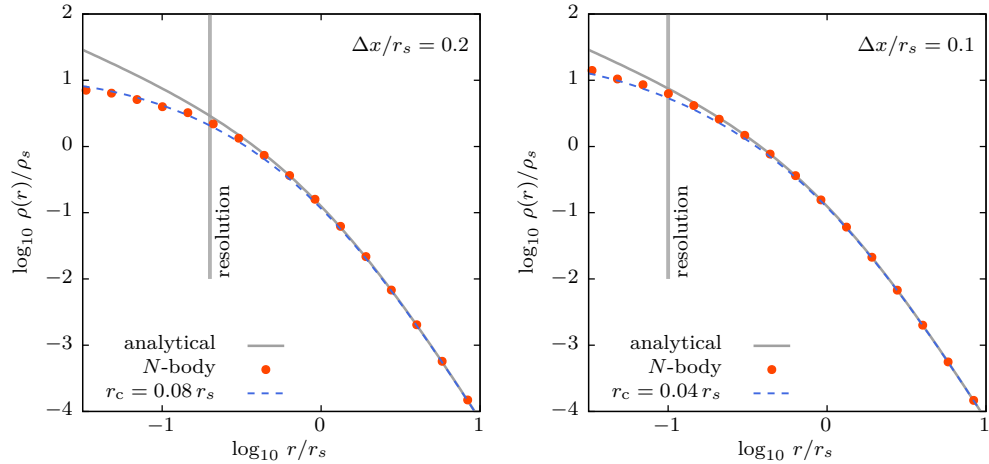 2
1
0
−1
−2
−3
−4
−1
0
1
log₁₀ ρ(r)/ρₛ
log₁₀ r/rₛ
Δx/rₛ = 0.2
resolution
analytical
N-body
r_c = 0.08 rₛ
2
1
0
−1
−2
−3
−4
−1
0
1
log₁₀ ρ(r)/ρₛ
log₁₀ r/rₛ
Δx/rₛ = 0.1
resolution
analytical
N-body
r_c = 0.04 rₛ